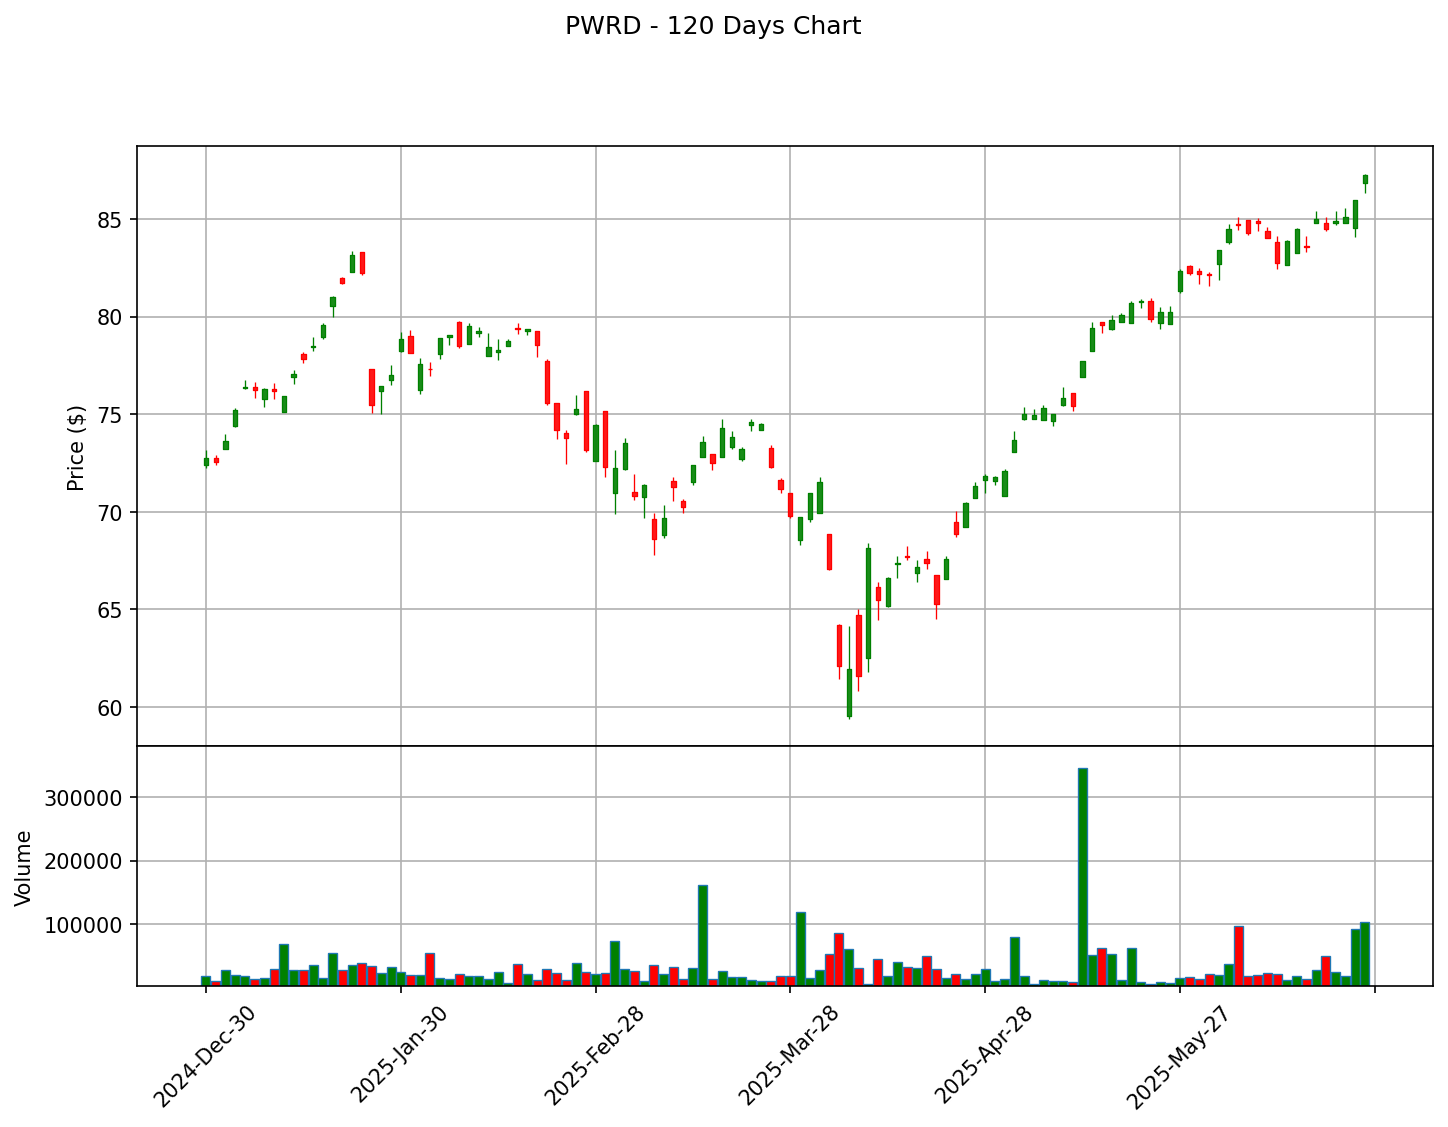 PWRD - 120 Days Chart
Price ($)
85
80
75
70
65
60
Volume
300000
200000
100000
2024-Dec-30
2025-Jan-30
2025-Feb-28
2025-Mar-28
2025-Apr-28
2025-May-27